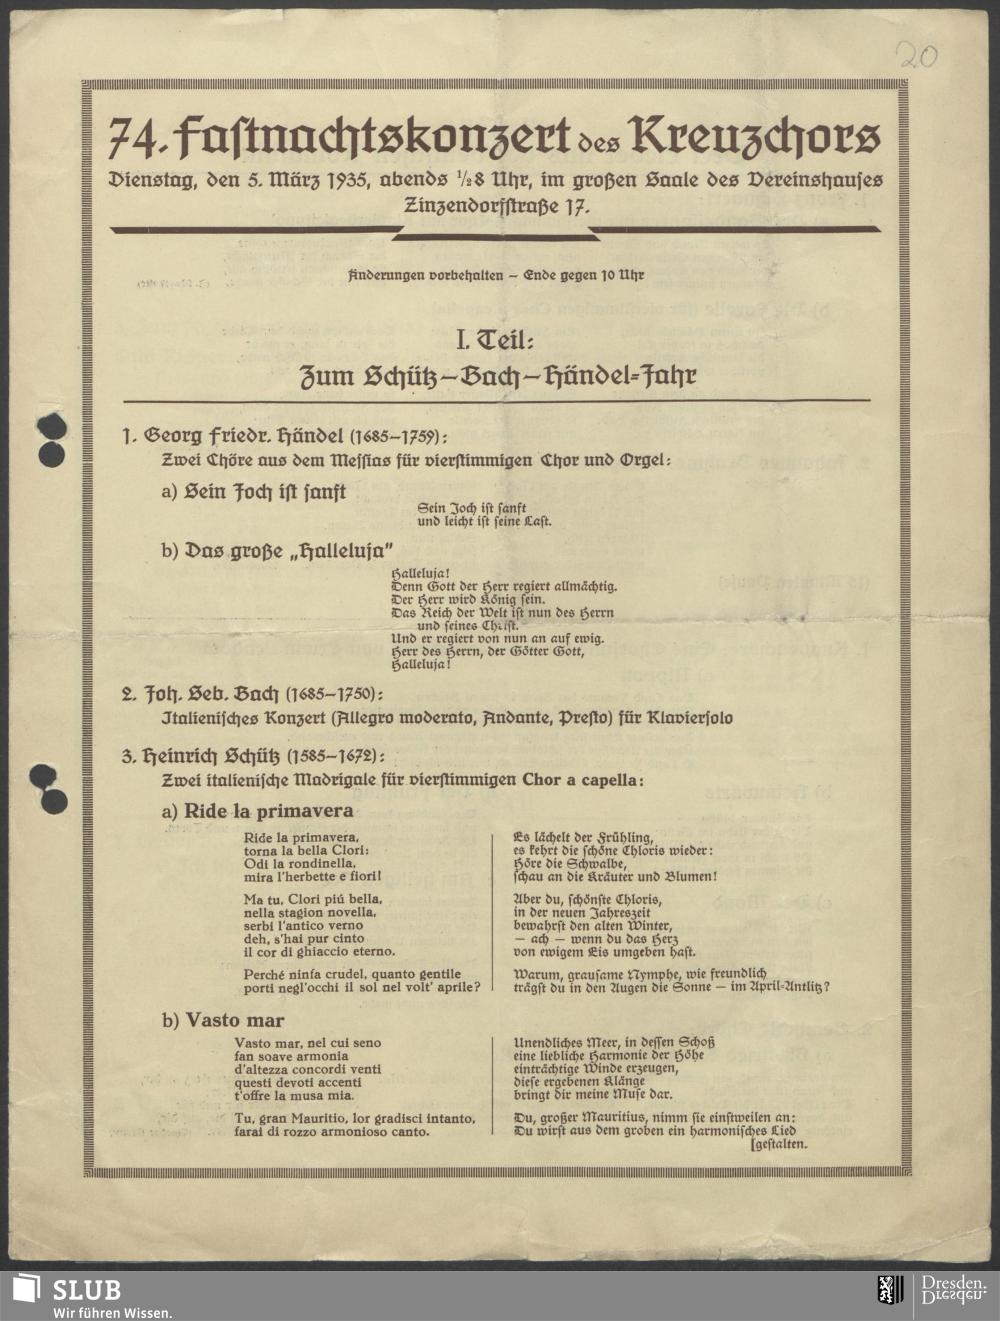 20
74. Fastnachtskonzert des Kreuzchors
Dienstag, den 5. März 1935, abends ½8 Uhr, im großen Saale des Vereinshauses
Zinzendorfstraße 17.
Änderungen vorbehalten – Ende gegen 10 Uhr
I. Teil:
Zum Schütz–Bach–Händel-Jahr
1. Georg Friedr. Händel (1685–1759):
Zwei Chöre aus dem Messias für vierstimmigen Chor und Orgel:
a) Sein Joch ist sanft
Sein Joch ist sanft
und leicht ist seine Last.
b) Das große „Halleluja”
Halleluja!
Denn Gott der Herr regiert allmächtig.
Der Herr wird König sein.
Das Reich der Welt ist nun des Herrn
und seines Christ.
Und er regiert von nun an auf ewig.
Herr des Herrn, der Götter Gott,
Halleluja!
2. Joh. Seb. Bach (1685–1750):
Italienisches Konzert (Allegro moderato, Andante, Presto) für Klaviersolo
3. Heinrich Schütz (1585–1672):
Zwei italienische Madrigale für vierstimmigen Chor a capella:
a) Ride la primavera
Ride la primavera,
torna la bella Clori:
Odi la rondinella,
mira l'herbette e fiori!
Ma tu, Clori piú bella,
nella stagion novella,
serbi l'antico verno
deh, s'hai pur cinto
il cor di ghiaccio eterno.
Perché ninfa crudel, quanto gentile
porti negl'occhi il sol nel volt' aprile?
Es lächelt der Frühling,
es kehrt die schöne Chloris wieder:
Höre die Schwalbe,
schau an die Kräuter und Blumen!
Aber du, schönste Chloris,
in der neuen Jahreszeit
bewahrst den alten Winter,
— ach — wenn du das Herz
von ewigem Eis umgeben hast.
Warum, grausame Nymphe, wie freundlich
trägst du in den Augen die Sonne — im April-Antlitz?
b) Vasto mar
Vasto mar, nel cui seno
fan soave armonia
d'altezza concordi venti
questi devoti accenti
t'offre la musa mia.
Tu, gran Mauritio, lor gradisci intanto,
farai di rozzo armonioso canto.
Unendliches Meer, in dessen Schoß
eine liebliche Harmonie der Höhe
einträchtige Winde erzeugen,
diese ergebenen Klänge
bringt dir meine Muse dar.
Du, großer Mauritius, nimm sie einstweilen an:
Du wirst aus dem groben ein harmonisches Lied
[gestalten.
SLUB
Wir führen Wissen.
Dresden.
Dresden.